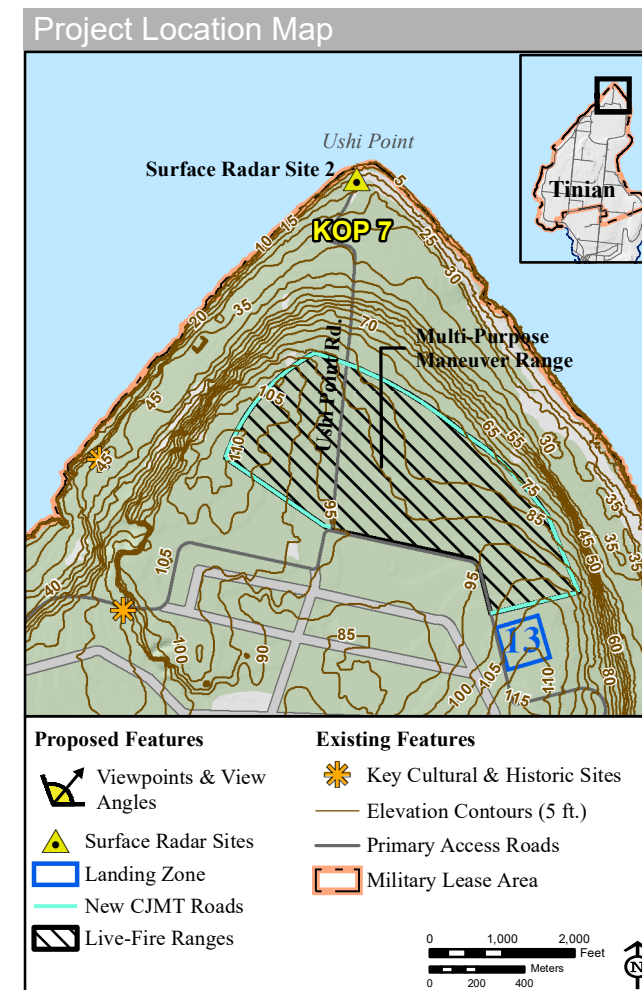 Project Location Map
Ushi Point
Surface Radar Site 2
Tinian
KOP 7
5
15
10
25
30
20
35
70
Multi-Purpose
Maneuver Range
Ushi Point Rd.
45
105
110
65
55
30
45
75
35
85
95
45
50
35
35
105
40
95
85
13
60
100
90
105
110
100
115
80
Proposed Features
Viewpoints & View
Angles
Surface Radar Sites
Landing Zone
New CJMT Roads
Live-Fire Ranges
Existing Features
Key Cultural & Historic Sites
Elevation Contours (5 ft.)
Primary Access Roads
Military Lease Area
0 1,000 2,000
Feet
Meters
0 200 400
N